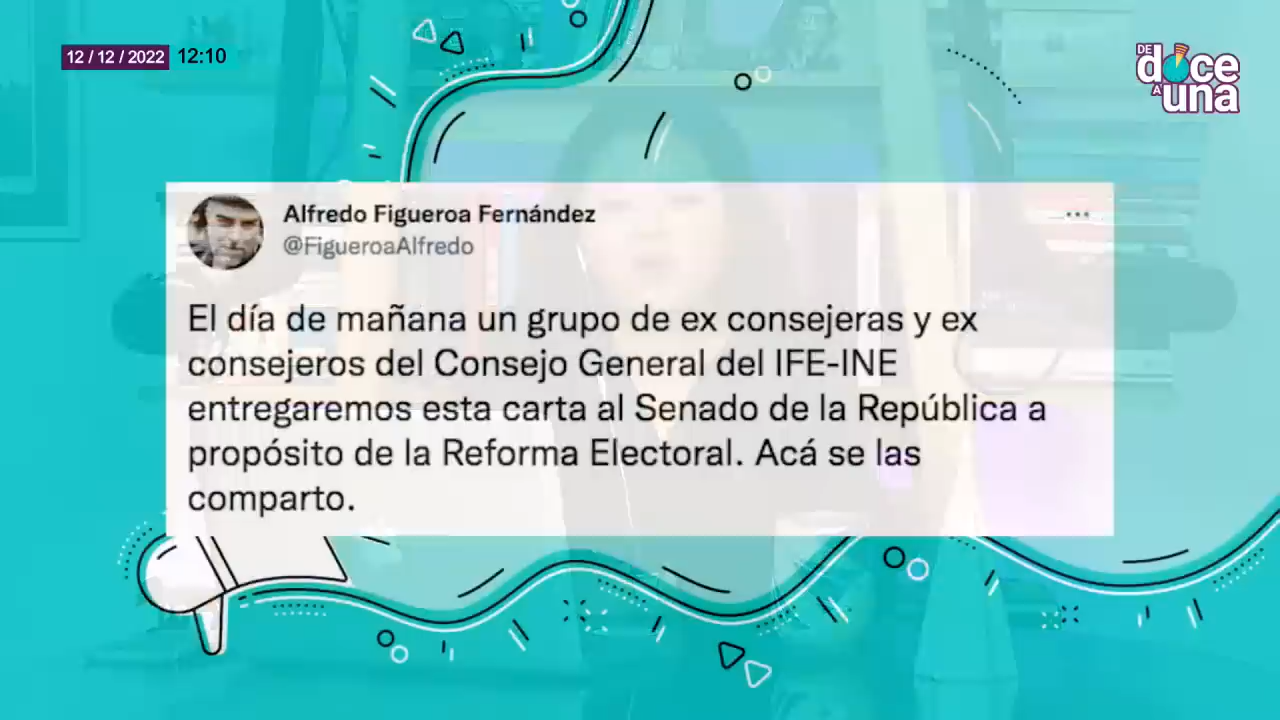 12 / 12 / 2022 12:10
DE
doce
A
una
Alfredo Figueroa Fernández
@FigueroaAlfredo
El día de mañana un grupo de ex consejeras y ex
consejeros del Consejo General del IFE-INE
entregaremos esta carta al Senado de la República a
propósito de la Reforma Electoral. Acá se las
comparto.